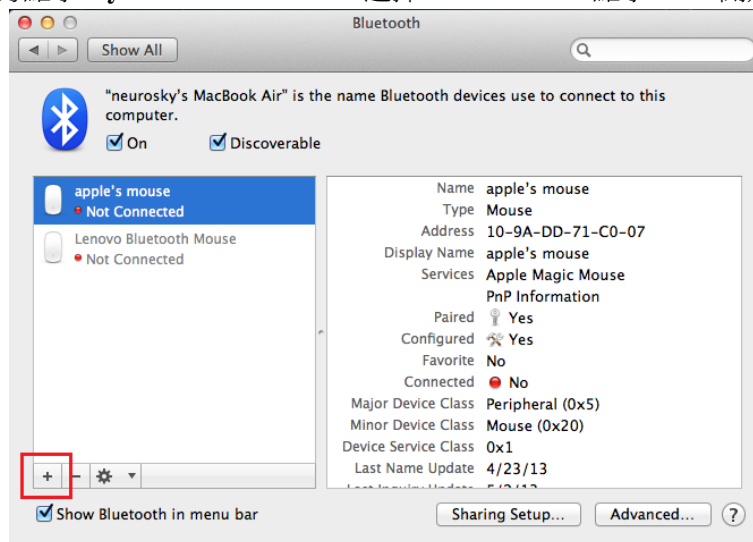 Bluetooth
Show All
"neurosky's MacBook Air" is the name Bluetooth devices use to connect to this
computer.
On Discoverable
apple's mouse
Not Connected
Lenovo Bluetooth Mouse
Not Connected
Name apple's mouse
Type Mouse
Address 10-9A-DD-71-C0-07
Display Name apple's mouse
Services Apple Magic Mouse
PnP Information
Paired Yes
Configured Yes
Favorite No
Connected No
Major Device Class Peripheral (0x5)
Minor Device Class Mouse (0x20)
Device Service Class 0x1
Last Name Update 4/23/13
+ -
Show Bluetooth in menu bar
Sharing Setup... Advanced... ?